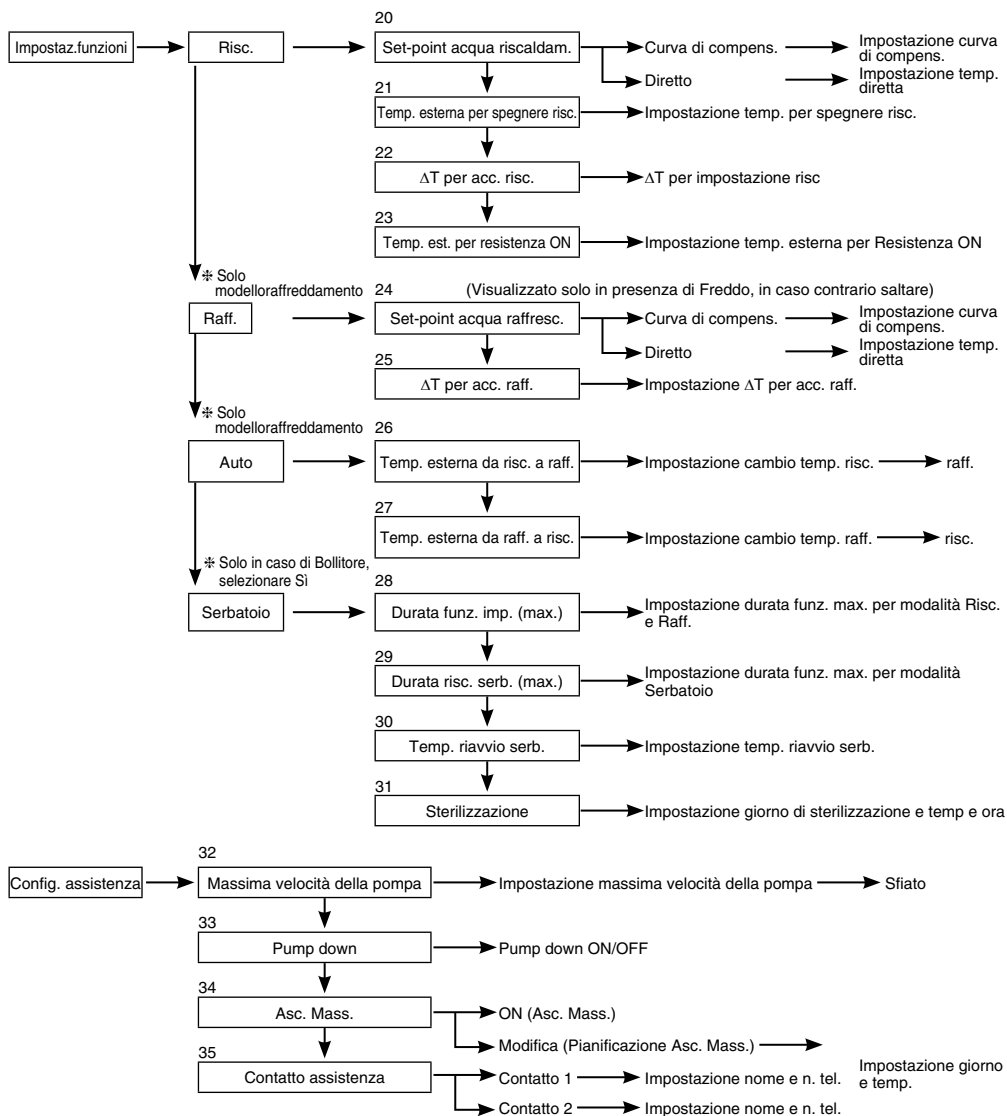 20
Impostaz.funzioni
Risc.
Set-point acqua riscaldam.
Curva di compens.
Impostazione curva
di compens.
Diretto
Impostazione temp.
diretta
21
Temp. esterna per spegnere risc.
Impostazione temp. per spegnere risc.
22
ΔT per acc. risc.
ΔT per impostazione risc
23
Temp. est. per resistenza ON
Impostazione temp. esterna per Resistenza ON
❉ Solo
modelloraffreddamento
24
(Visualizzato solo in presenza di Freddo, in caso contrario saltare)
Raff.
Set-point acqua raffresc.
Curva di compens.
Impostazione curva
di compens.
Diretto
Impostazione temp.
diretta
25
ΔT per acc. raff.
Impostazione ΔT per acc. raff.
❉ Solo
modelloraffreddamento
26
Auto
Temp. esterna da risc. a raff.
Impostazione cambio temp. risc.
raff.
27
Temp. esterna da raff. a risc.
Impostazione cambio temp. raff.
risc.
❉ Solo in caso di Bollitore,
selezionare Sì
28
Serbatoio
Durata funz. imp. (max.)
Impostazione durata funz. max. per modalità Risc.
e Raff.
29
Durata risc. serb. (max.)
Impostazione durata funz. max. per modalità
Serbatoio
30
Temp. riavvio serb.
Impostazione temp. riavvio serb.
31
Sterilizzazione
Impostazione giorno di sterilizzazione e temp e ora
32
Config. assistenza
Massima velocità della pompa
Impostazione massima velocità della pompa
Sfiato
33
Pump down
Pump down ON/OFF
34
Asc. Mass.
ON (Asc. Mass.)
Modifica (Pianificazione Asc. Mass.)
Impostazione giorno
e temp.
35
Contatto assistenza
Contatto 1
Impostazione nome e n. tel.
Contatto 2
Impostazione nome e n. tel.